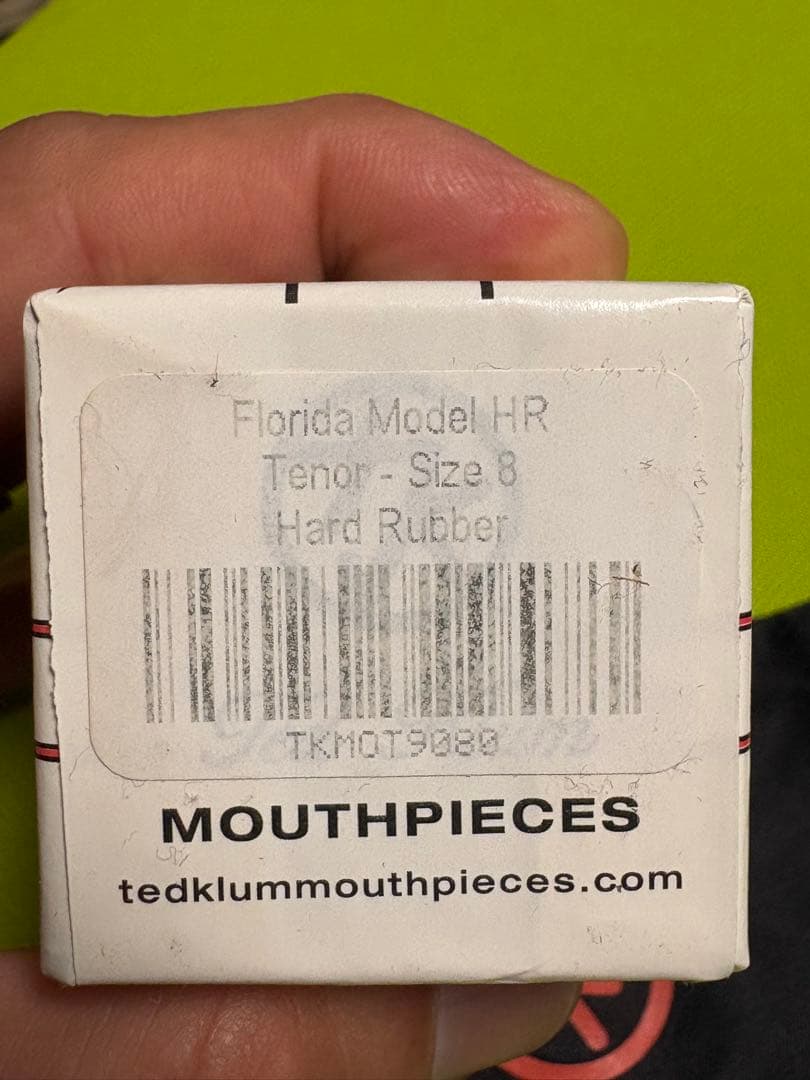 Florida Model HR
Tenor - Size 8
Hard Rubber
TKMOT9080
MOUTHPIECES
tedklummouthpieces.com